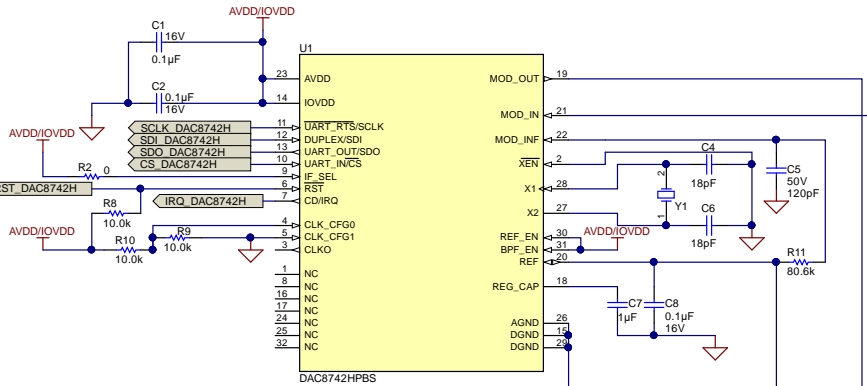 AVDD/IOVDD
C1
16V
0.1µF
C2
0.1µF
16V
AVDD/IOVDD
SCLK_DAC8742H
SDI_DAC8742H
SDO_DAC8742H
CS_DAC8742H
R2
0
RST_DAC8742H
IRQ_DAC8742H
R8
10.0k
AVDD/IOVDD
R10
10.0k
R9
10.0k
U1
23 AVDD
14 IOVDD
11 UART_RTS/SCLK
12 DUPLEX/SDI
13 UART_OUT/SDO
10 UART_IN/CS
9 IF_SEL
6 RST
7 CD/IRQ
4 CLK_CFG0
5 CLK_CFG1
3 CLKO
1 NC
8 NC
16 NC
17 NC
24 NC
25 NC
32 NC
MOD_OUT 19
MOD_IN 21
MOD_INF 22
XEN 2
X1 28
X2 27
REF_EN 30
BPF_EN 31
REF 20
REG_CAP 18
AGND 26
DGND 15
DGND 29
DAC8742HPBS
C4
18pF
2
1
Y1
C6
18pF
C5
50V
120pF
AVDD/IOVDD
R11
80.6k
C7
1µF
C8
0.1µF
16V